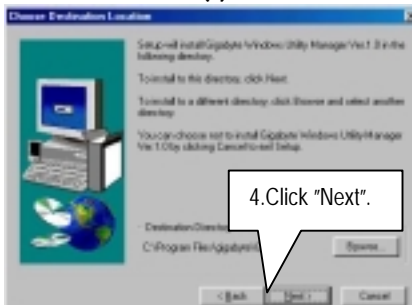 Choose Destination Location
Setup will install Gigabyte Windows Utility Manager Ver.1.0 in the
following directory.
To install to this directory, click Next.
To install to a different directory, click Browse and select another
directory.
You can choose not to install Gigabyte Windows Utility Manager
Ver.1.0 by clicking Cancel to exit Setup.
4.Click "Next".
Destination Directory
C:\Program Files\gigabyte\
Browse...
< Back
Next >
Cancel